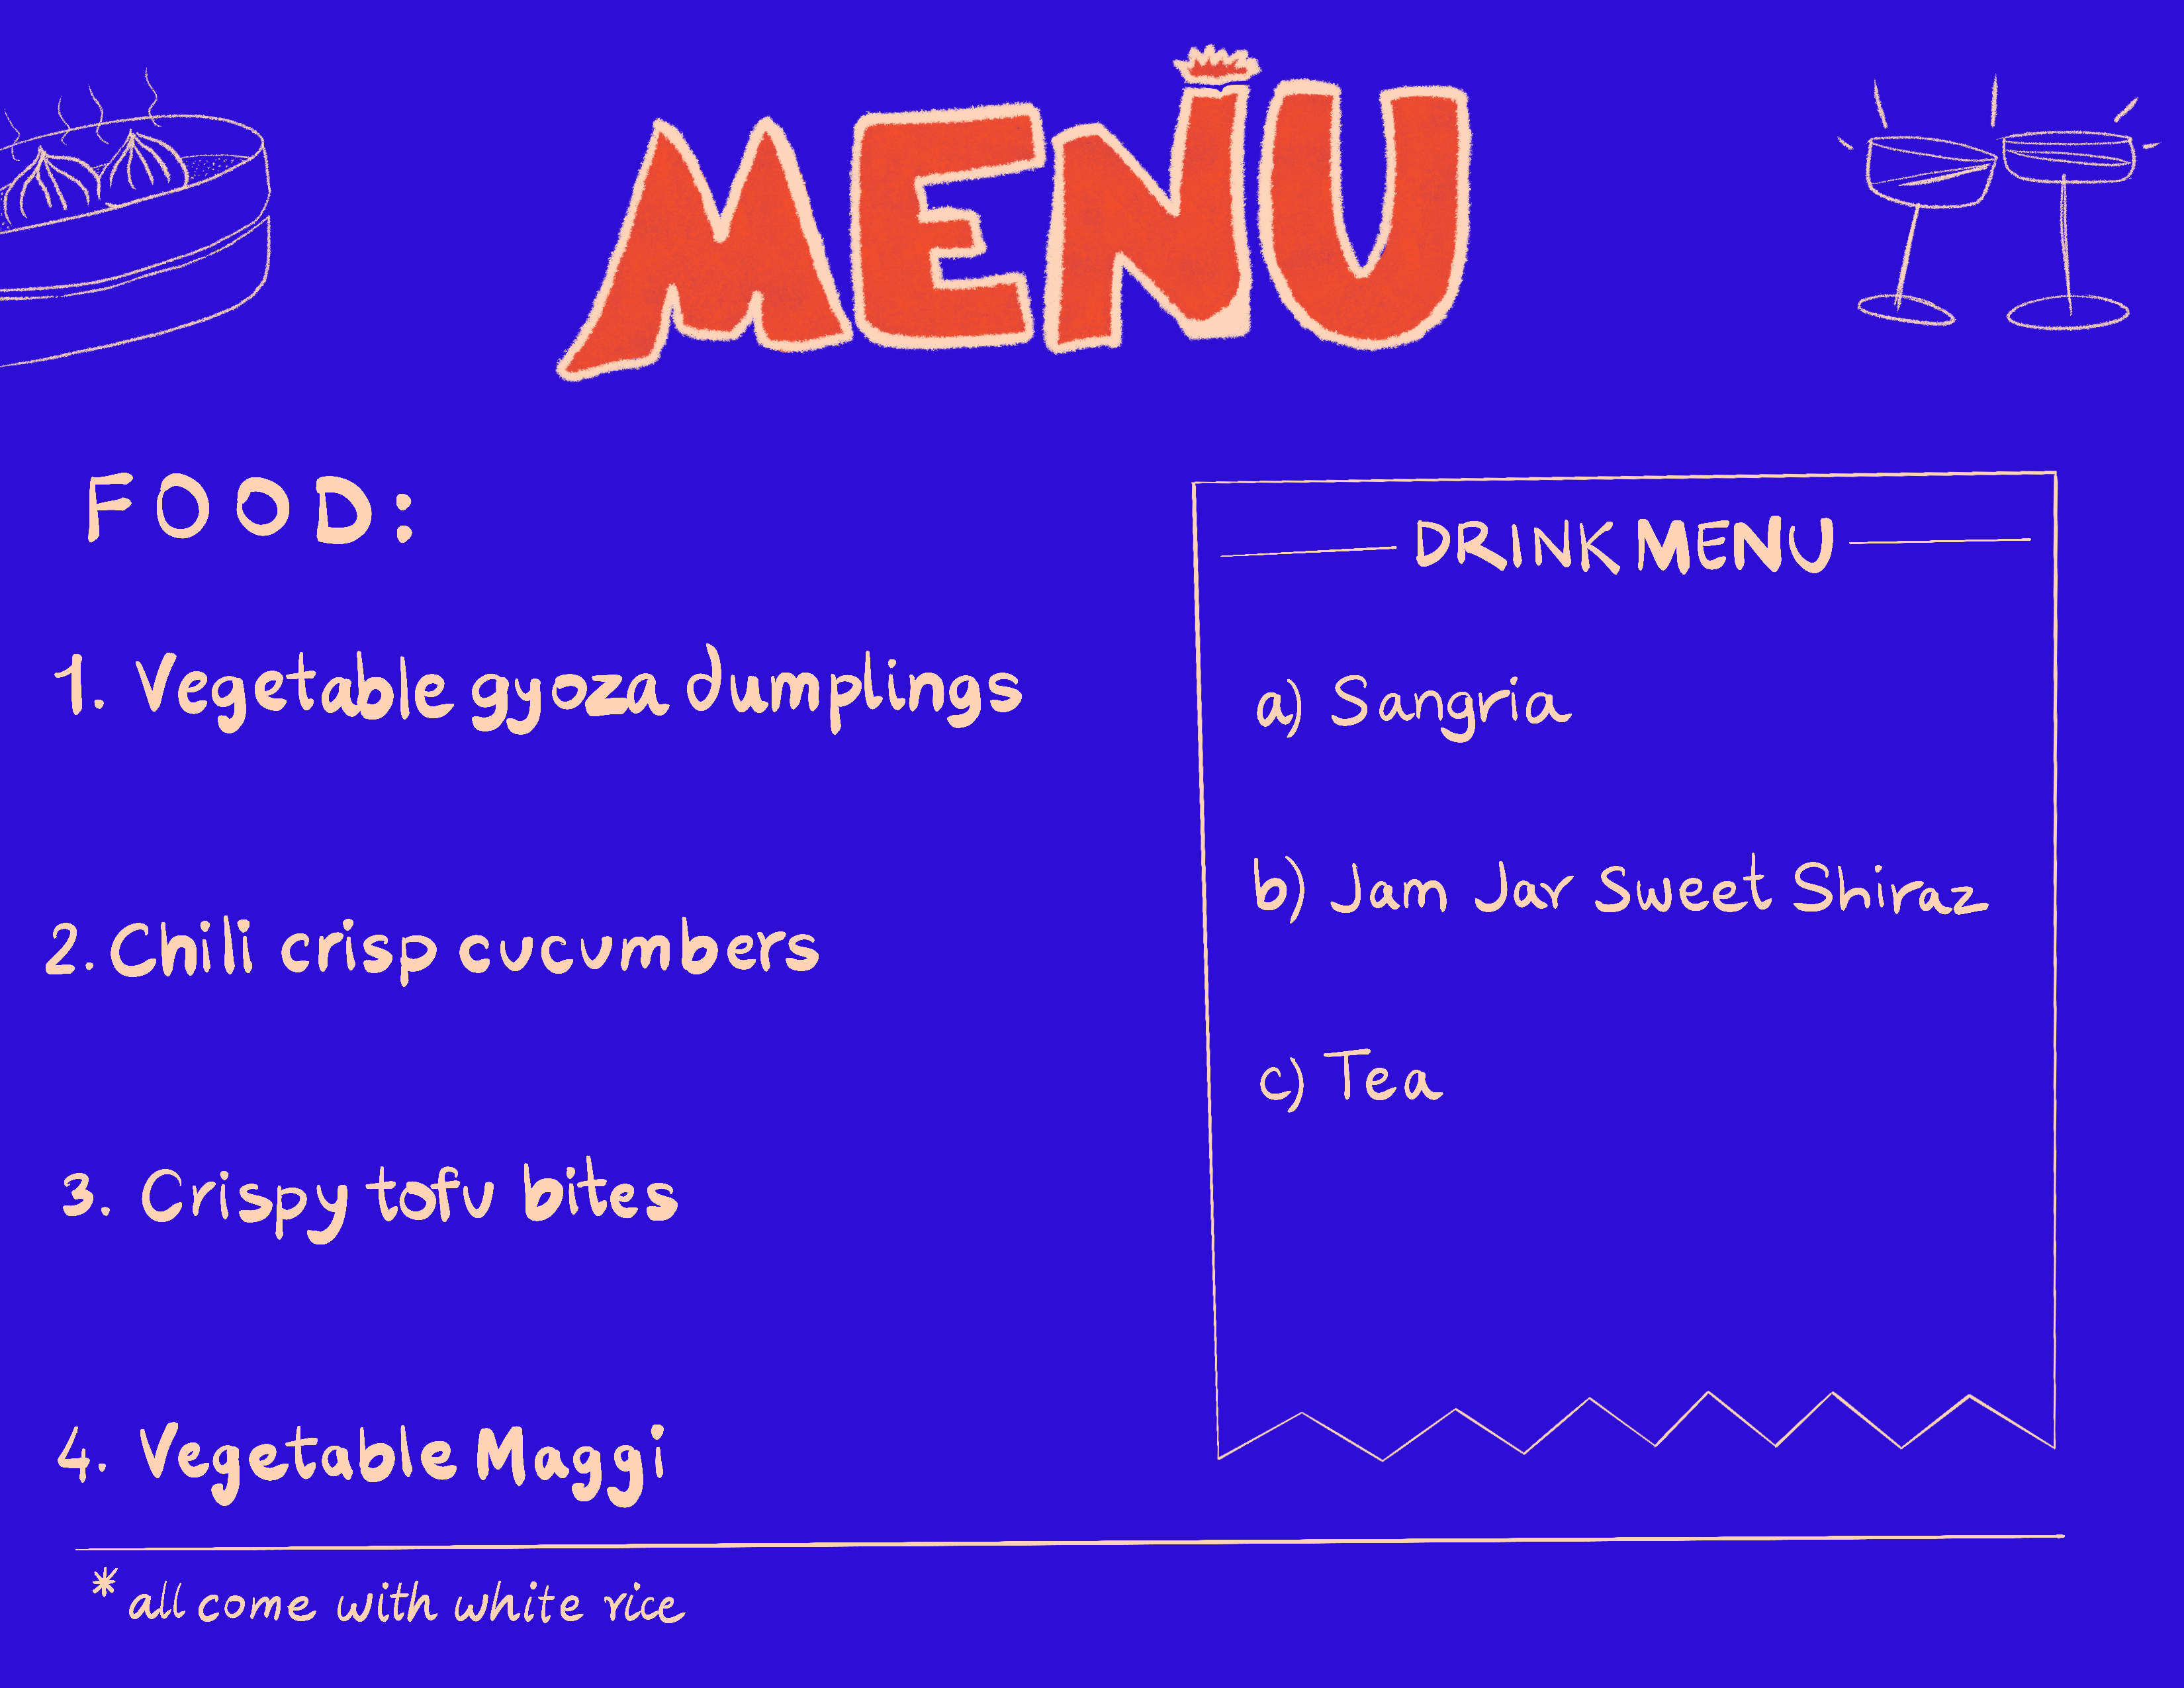 MENU
FOOD:
1. Vegetable gyoza dumplings
2. Chili crisp cucumbers
3. Crispy tofu bites
4. Vegetable Maggi
DRINK MENU
a) Sangria
b) Jam Jar Sweet Shiraz
c) Tea
* all come with white rice